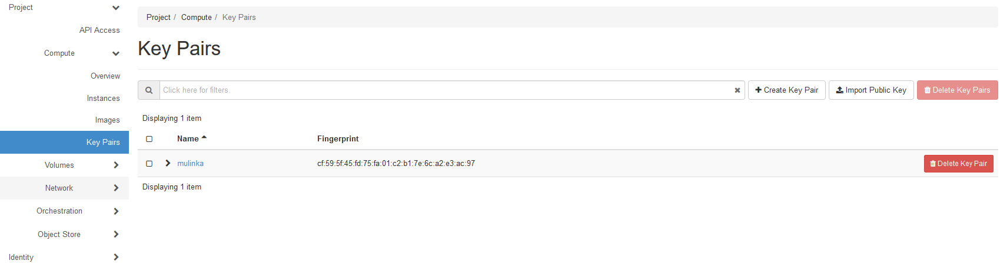 Project
API Access
Compute
Overview
Instances
Images
Key Pairs
Volumes
Network
Orchestration
Object Store
Identity
Project / Compute / Key Pairs
Key Pairs
Click here for filters. Create Key Pair Import Public Key Delete Key Pairs
Displaying 1 item
Name Fingerprint
mulinka cf:59:5f:45:fd:75:fa:01:c2:b1:7e:6c:a2:e3:ac:97 Delete Key Pair
Displaying 1 item